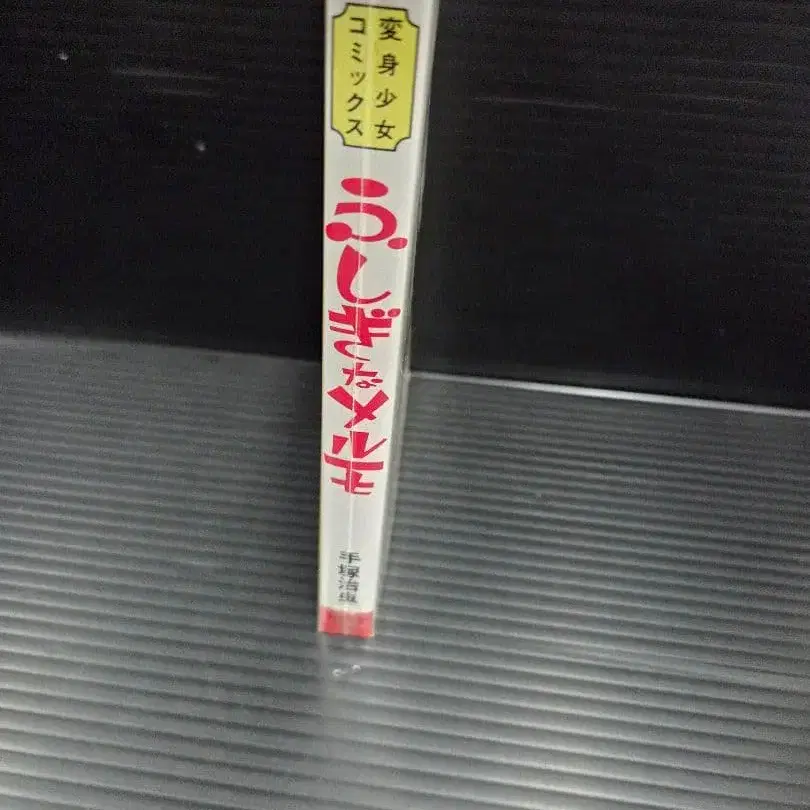 変身少女
コミックス
ふしぎなメルモ
手塚治虫